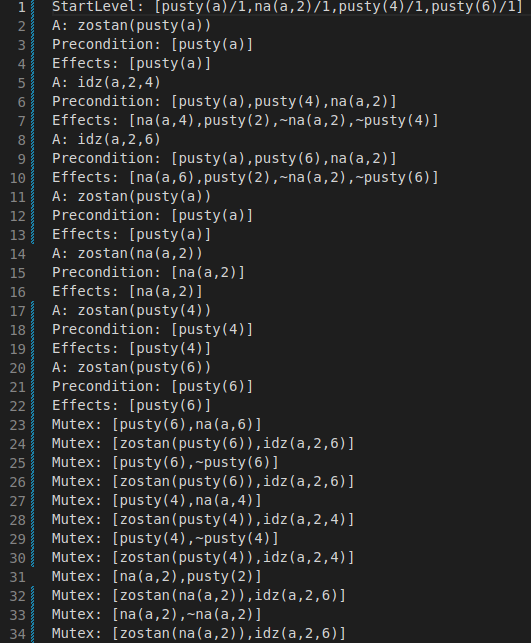 1 StartLevel: [pusty(a)/1,na(a,2)/1,pusty(4)/1,pusty(6)/1]
2 A: zostan(pusty(a))
3 Precondition: [pusty(a)]
4 Effects: [pusty(a)]
5 A: idz(a,2,4)
6 Precondition: [pusty(a),pusty(4),na(a,2)]
7 Effects: [na(a,4),pusty(2),~na(a,2),~pusty(4)]
8 A: idz(a,2,6)
9 Precondition: [pusty(a),pusty(6),na(a,2)]
10 Effects: [na(a,6),pusty(2),~na(a,2),~pusty(6)]
11 A: zostan(pusty(a))
12 Precondition: [pusty(a)]
13 Effects: [pusty(a)]
14 A: zostan(na(a,2))
15 Precondition: [na(a,2)]
16 Effects: [na(a,2)]
17 A: zostan(pusty(4))
18 Precondition: [pusty(4)]
19 Effects: [pusty(4)]
20 A: zostan(pusty(6))
21 Precondition: [pusty(6)]
22 Effects: [pusty(6)]
23 Mutex: [pusty(6),na(a,6)]
24 Mutex: [zostan(pusty(6)),idz(a,2,6)]
25 Mutex: [pusty(6),~pusty(6)]
26 Mutex: [zostan(pusty(6)),idz(a,2,6)]
27 Mutex: [pusty(4),na(a,4)]
28 Mutex: [zostan(pusty(4)),idz(a,2,4)]
29 Mutex: [pusty(4),~pusty(4)]
30 Mutex: [zostan(pusty(4)),idz(a,2,4)]
31 Mutex: [na(a,2),pusty(2)]
32 Mutex: [zostan(na(a,2)),idz(a,2,6)]
33 Mutex: [na(a,2),~na(a,2)]
34 Mutex: [zostan(na(a,2)),idz(a,2,6)]